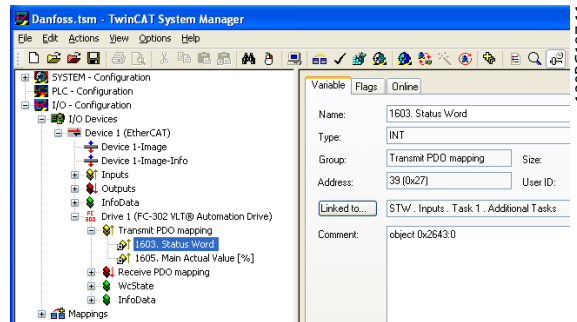 Danfoss.tsm - TwinCAT System Manager
File Edit Actions View Options Help
SYSTEM - Configuration
PLC - Configuration
I/O - Configuration
I/O Devices
Device 1 (EtherCAT)
Device 1-Image
Device 1-Image-Info
Inputs
Outputs
InfoData
Drive 1 (FC-302 VLT® Automation Drive)
Transmit PDO mapping
1603. Status Word
1605. Main Actual Value [%]
Receive PDO mapping
WcState
InfoData
Mappings
Variable Flags Online
Name: 1603. Status Word
Type: INT
Group: Transmit PDO mapping Size:
Address: 39 (0x27) User ID:
Linked to... STW . Inputs . Task 1 . Additional Tasks
Comment: object 0x2643:0